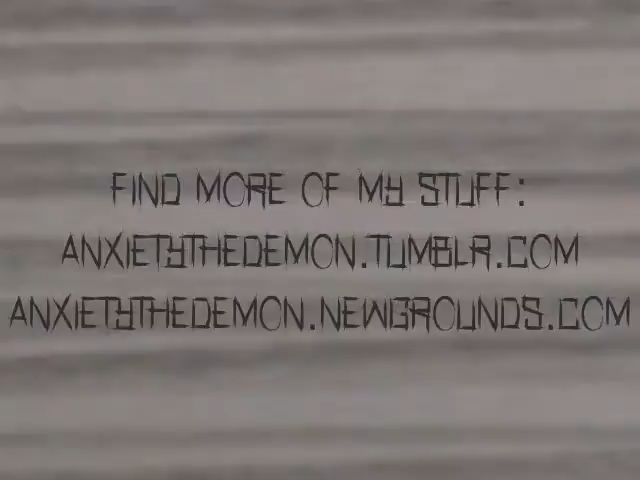 FIND MORE OF MY STUFF:
ANXIETYTHEDEMON.TUMBLR.COM
ANXIETYTHEDEMON.NEWGROUNDS.COM